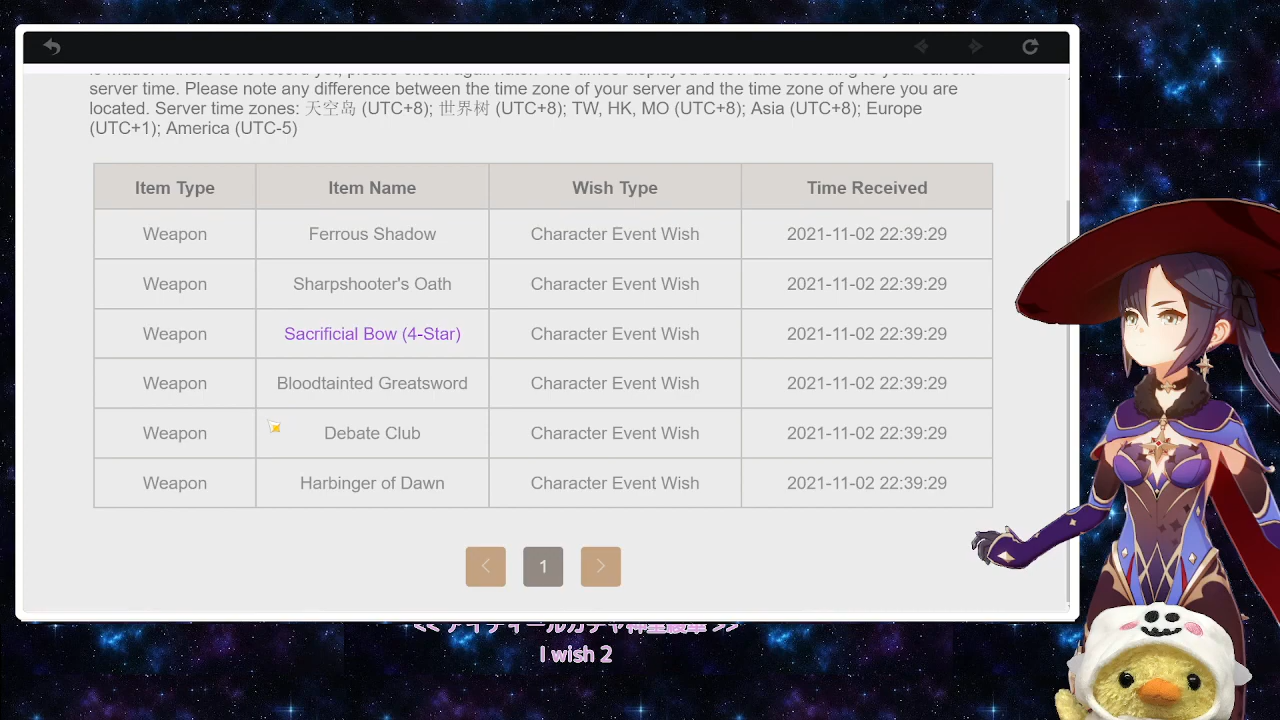 server time. Please note any difference between the time zone of your server and the time zone of where you are
located. Server time zones: 天空岛 (UTC+8); 世界树 (UTC+8); TW, HK, MO (UTC+8); Asia (UTC+8); Europe
(UTC+1); America (UTC-5)
Item Type Item Name Wish Type Time Received
Weapon Ferrous Shadow Character Event Wish 2021-11-02 22:39:29
Weapon Sharpshooter's Oath Character Event Wish 2021-11-02 22:39:29
Weapon Sacrificial Bow (4-Star) Character Event Wish 2021-11-02 22:39:29
Weapon Bloodtainted Greatsword Character Event Wish 2021-11-02 22:39:29
Weapon Debate Club Character Event Wish 2021-11-02 22:39:29
Weapon Harbinger of Dawn Character Event Wish 2021-11-02 22:39:29
1
I wish 2